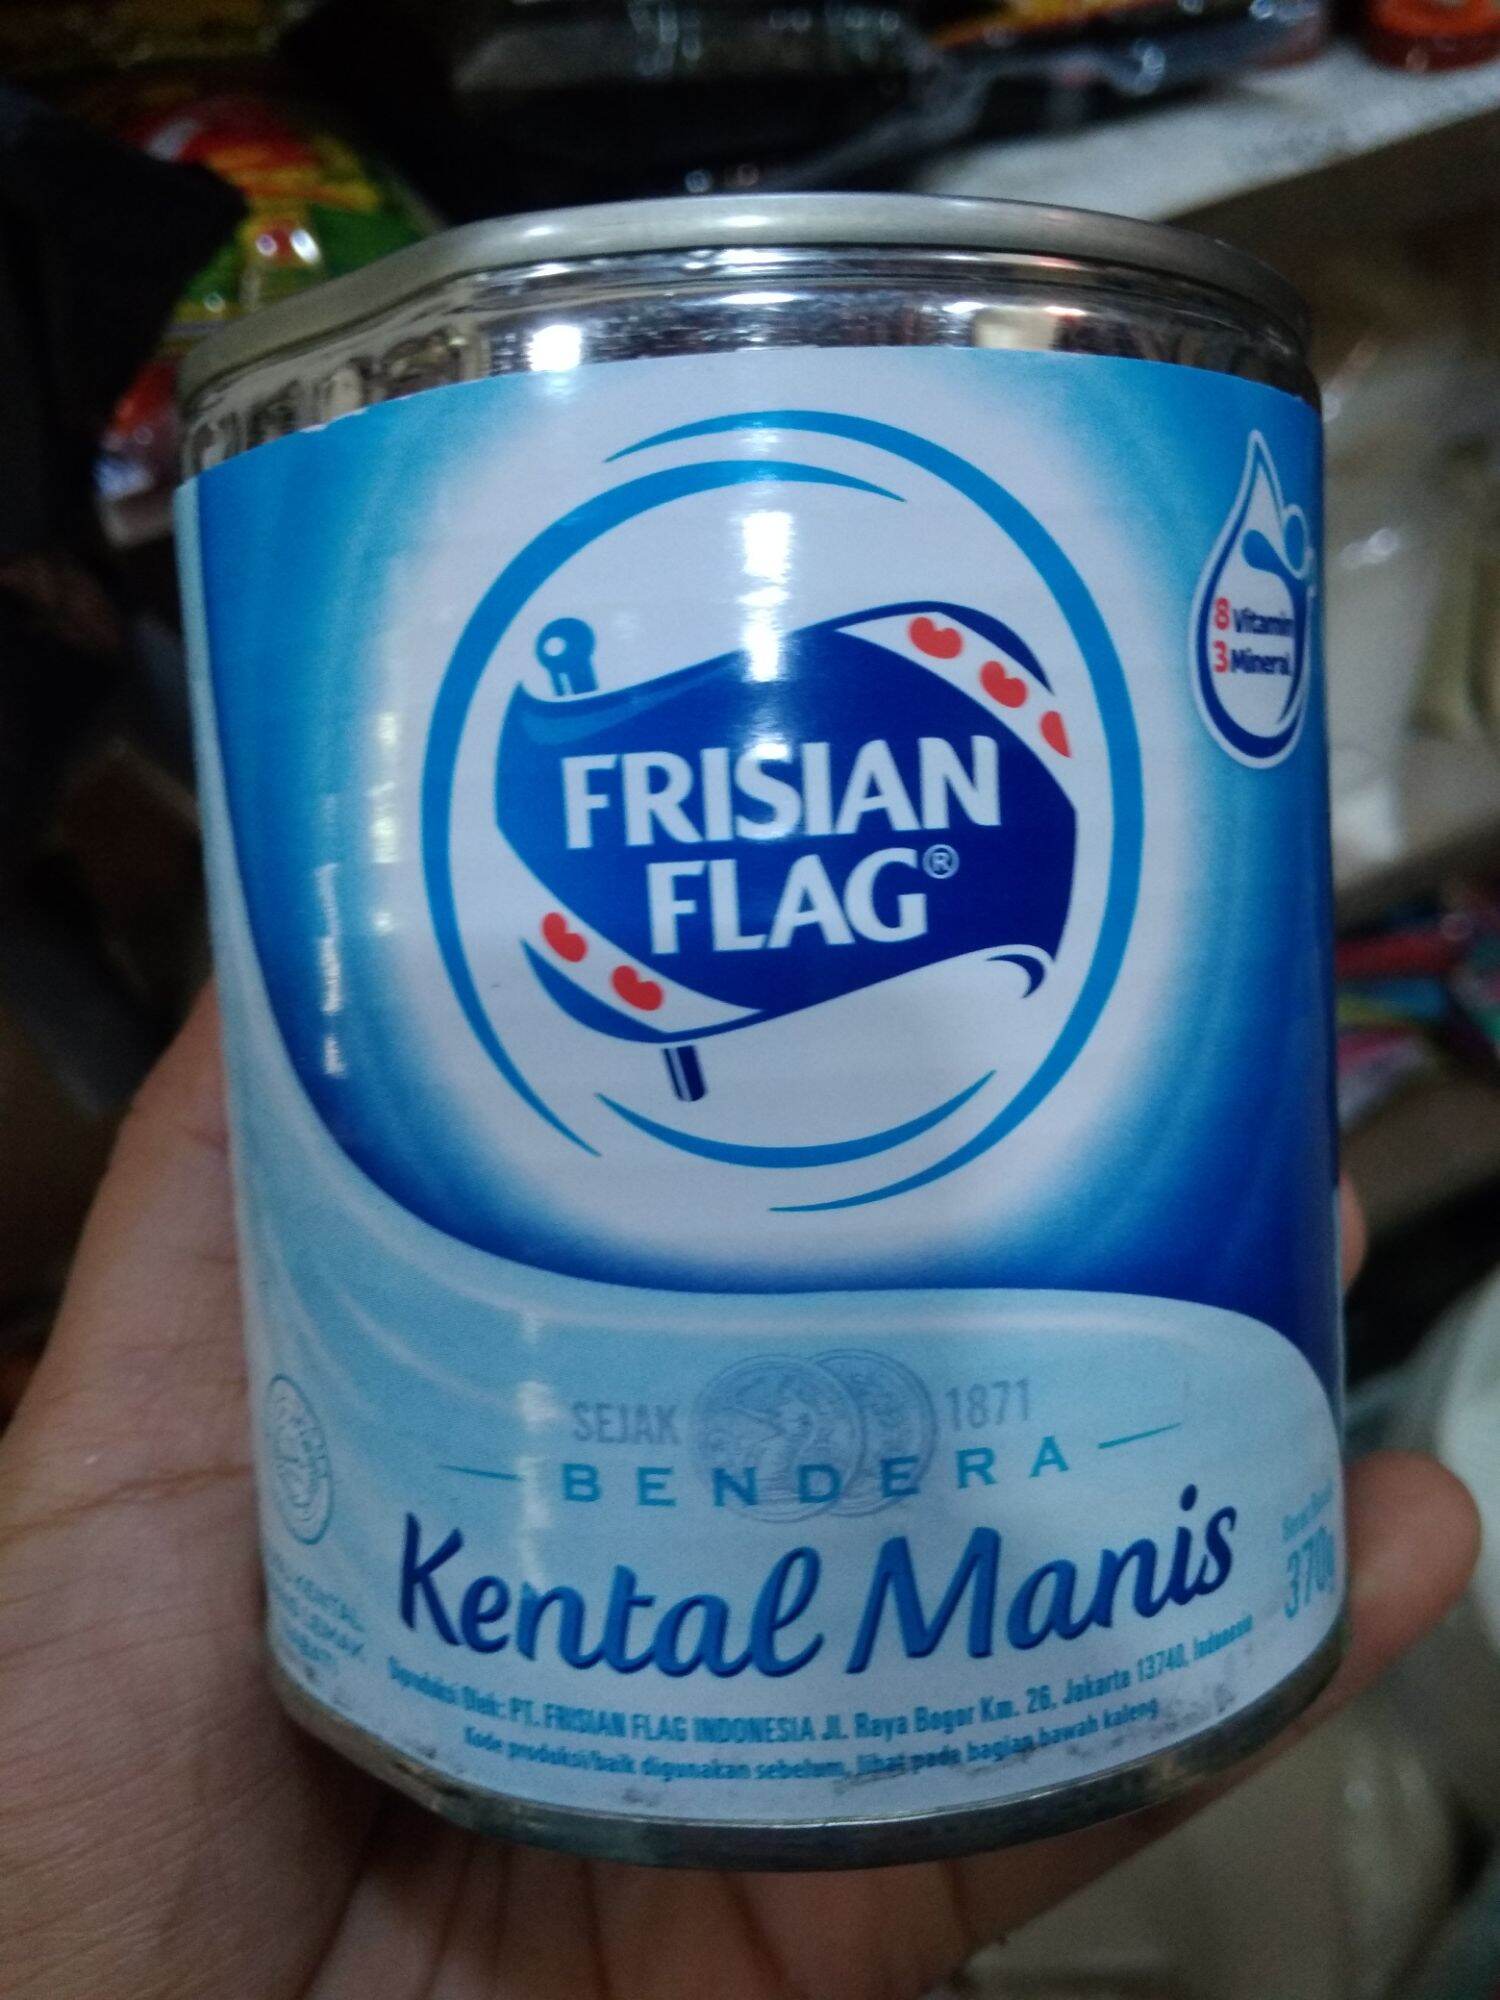 8 Vitamin
3 Mineral
FRISIAN
FLAG®
SEJAK 1871
BENDERA
Kental Manis
370g
Diproduksi Oleh: PT. FRISIAN FLAG INDONESIA Jl. Raya Bogor Km. 26, Jakarta 13740, Indonesia
Kode produksi/baik digunakan sebelum, lihat pada bagian bawah kaleng